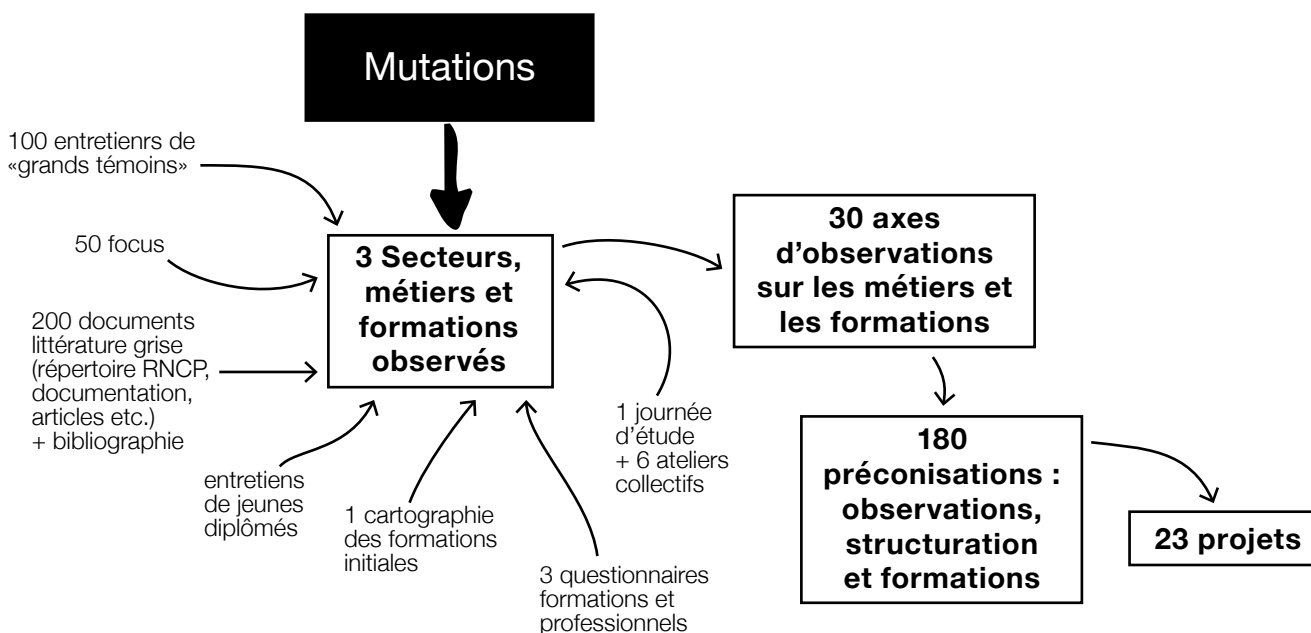 Mutations
100 entretienrs de
«grands témoins»
50 focus
200 documents
littérature grise
(répertoire RNCP,
documentation,
articles etc.)
+ bibliographie
entretiens
de jeunes
diplômés
1 cartographie
des formations
initiales
3 questionnaires
formations et
professionnels
1 journée
d'étude
+ 6 ateliers
collectifs
3 Secteurs,
métiers et
formations
observés
30 axes
d'observations
sur les métiers et
les formations
180
préconisations :
observations,
structuration
et formations
23 projets